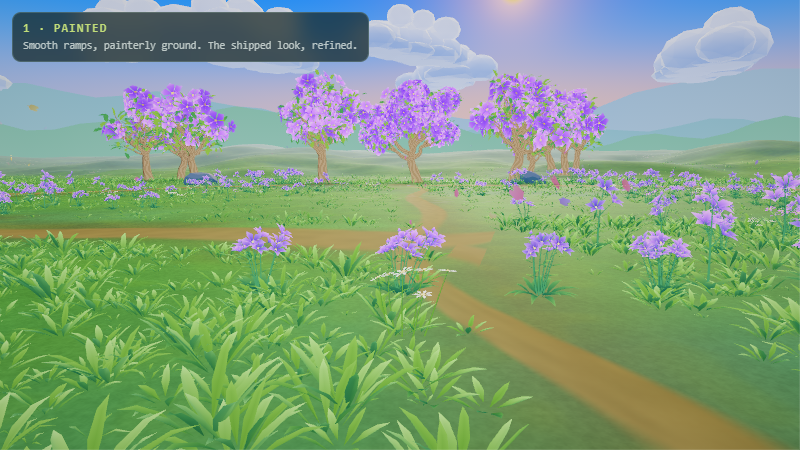 1 · PAINTED
Smooth ramps, painterly ground. The shipped look, refined.